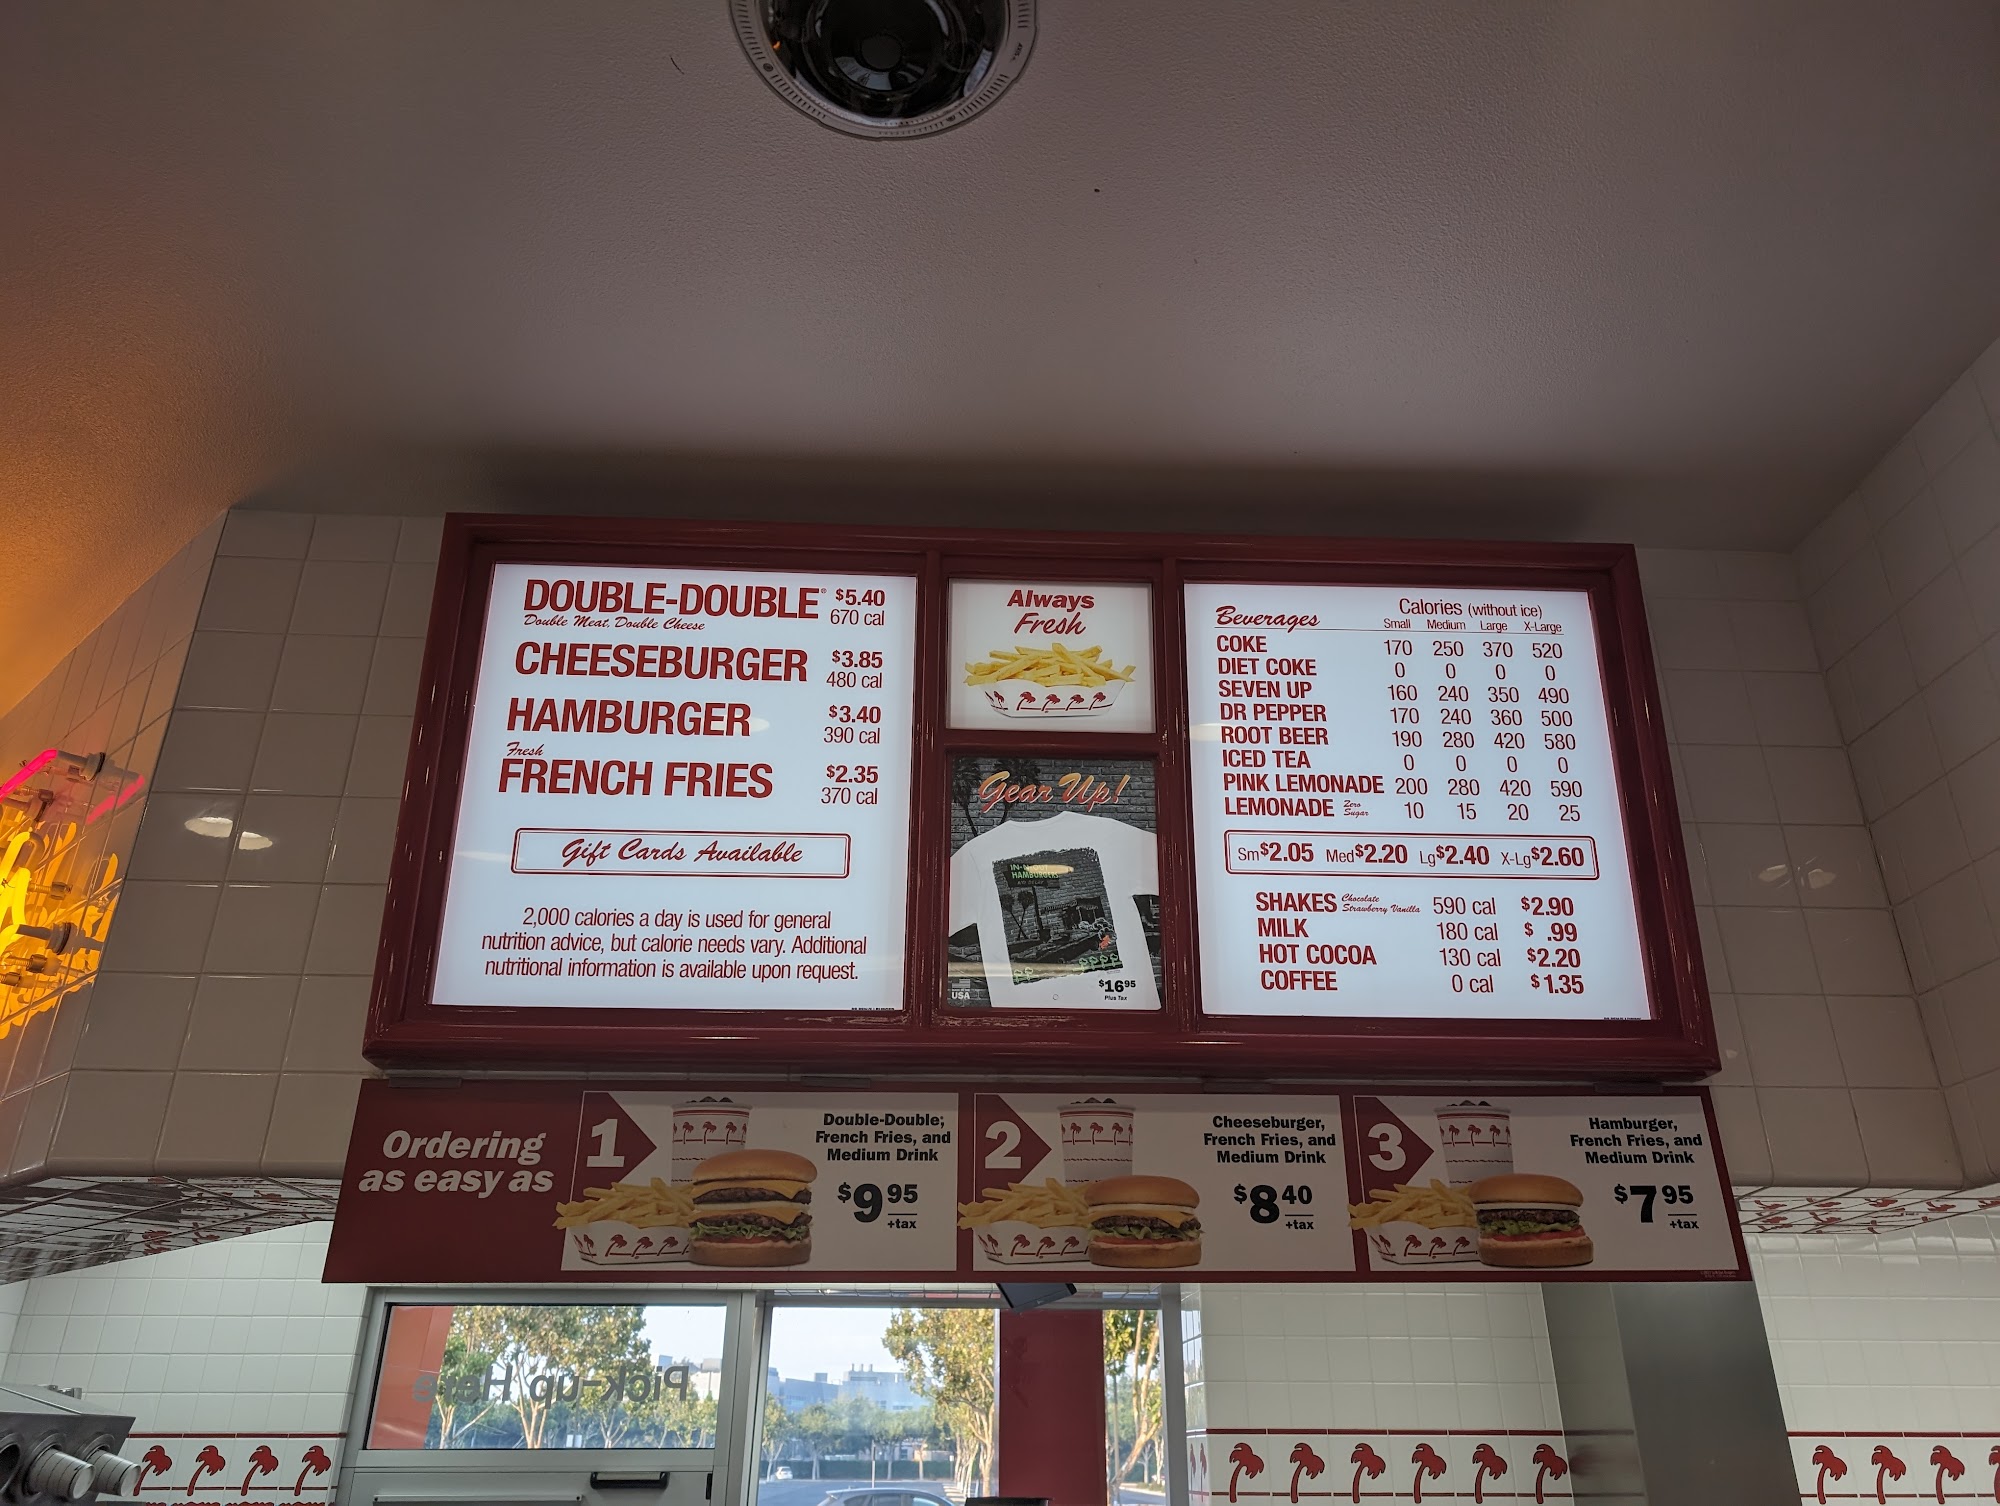 DOUBLE-DOUBLE® $5.40
Double Meat, Double Cheese 670 cal
CHEESEBURGER $3.85
480 cal
HAMBURGER $3.40
390 cal
Fresh
FRENCH FRIES $2.35
370 cal
Gift Cards Available
2,000 calories a day is used for general
nutrition advice, but calorie needs vary. Additional
nutritional information is available upon request.
Always
Fresh
Gear Up!
IN-N-OUT
HAMBURGERS
USA
$16.95
Plus Tax
Beverages Calories (without ice)
Small Medium Large X-Large
COKE 170 250 370 520
DIET COKE 0 0 0 0
SEVEN UP 160 240 350 490
DR PEPPER 170 240 360 500
ROOT BEER 190 280 420 580
ICED TEA 0 0 0 0
PINK LEMONADE 200 280 420 590
LEMONADE Zero Sugar 10 15 20 25
Sm $2.05 Med $2.20 Lg $2.40 X-Lg $2.60
SHAKES Chocolate Strawberry Vanilla 590 cal $2.90
MILK 180 cal $ .99
HOT COCOA 130 cal $2.20
COFFEE 0 cal $1.35
Ordering
as easy as
1
Double-Double,
French Fries, and
Medium Drink
$9.95
+tax
2
Cheeseburger,
French Fries, and
Medium Drink
$8.40
+tax
3
Hamburger,
French Fries, and
Medium Drink
$7.95
+tax
Pick-up Here